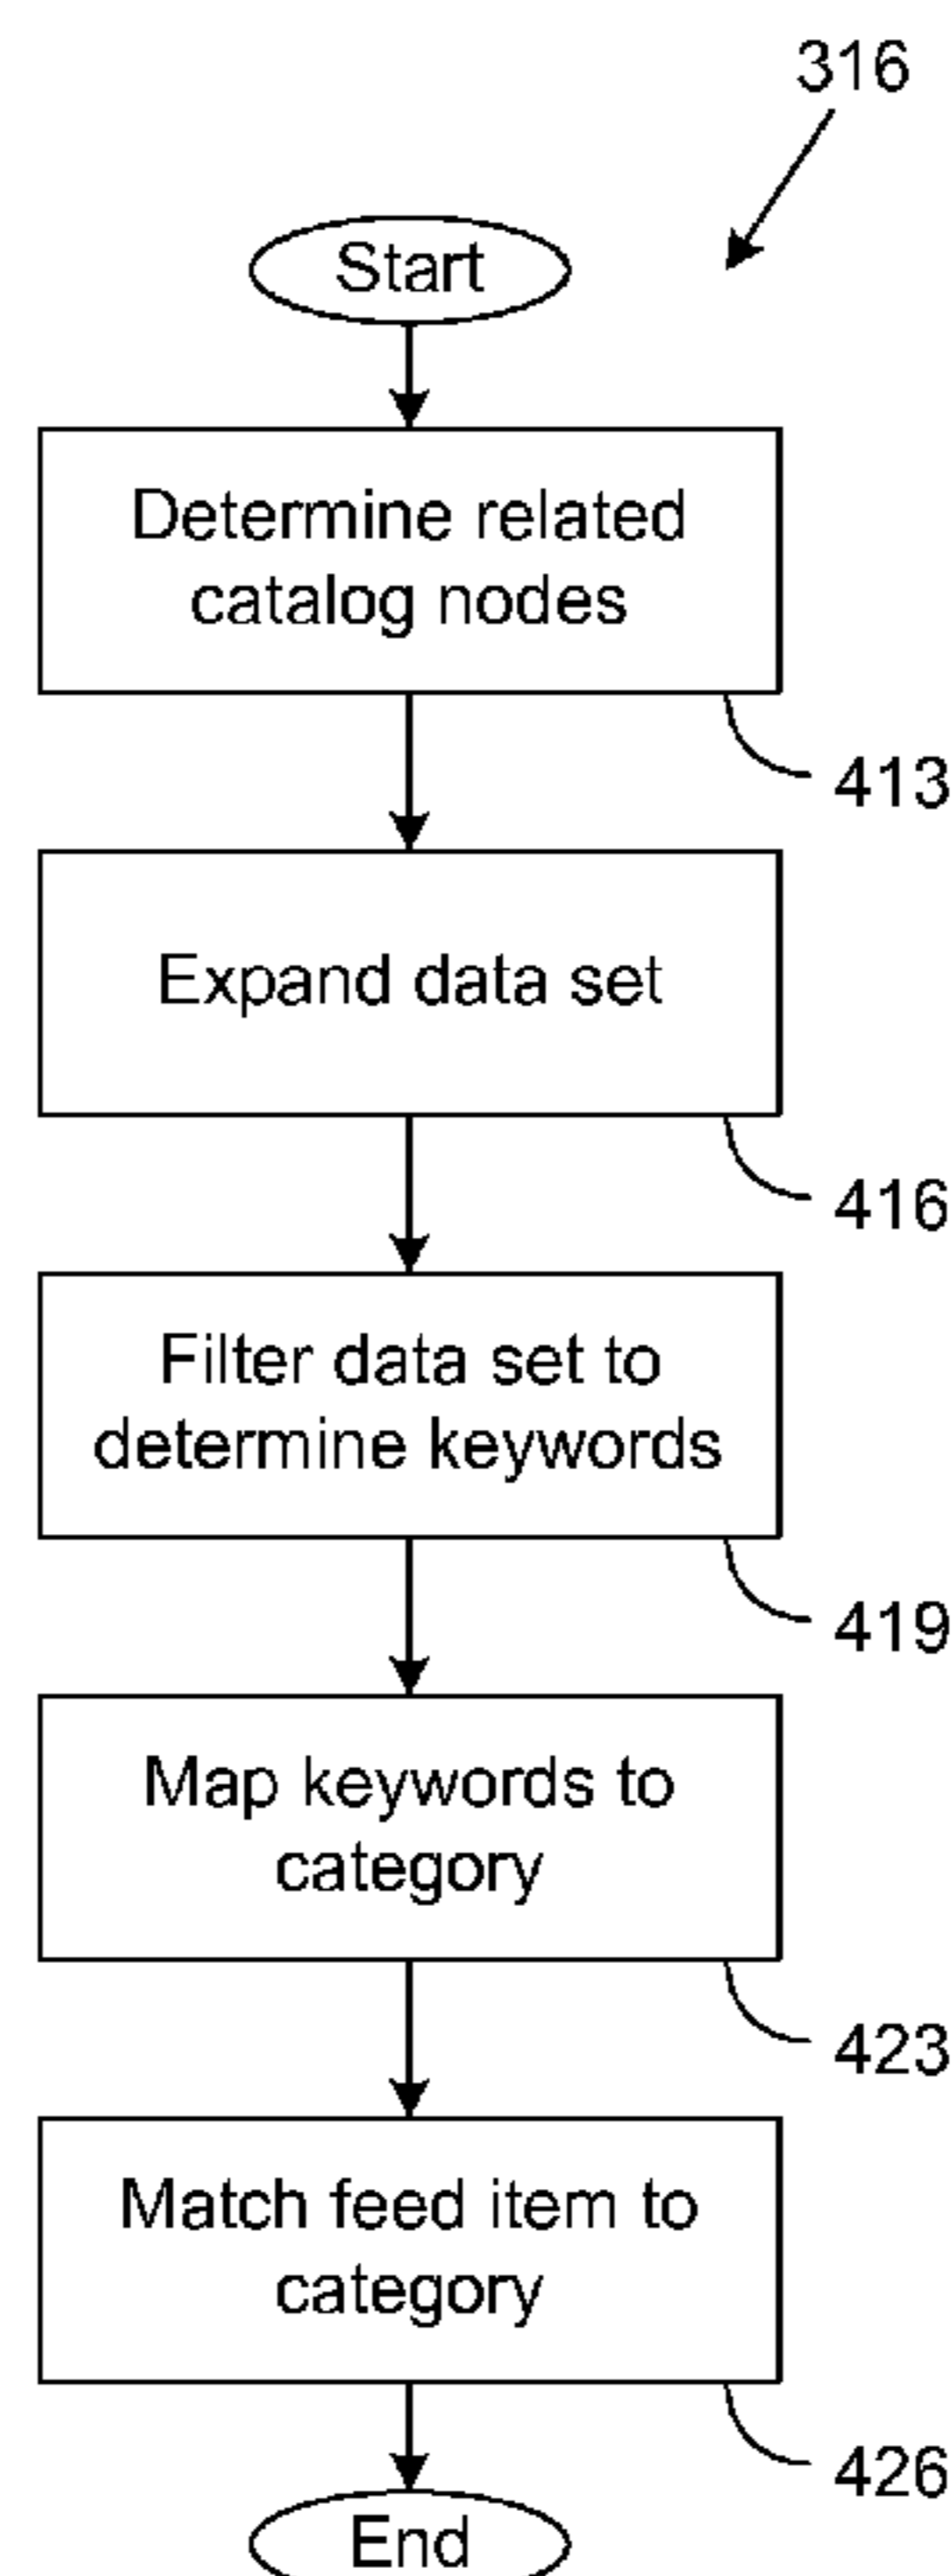 316
Start
Determine related
catalog nodes
413
Expand data set
416
Filter data set to
determine keywords
419
Map keywords to
category
423
Match feed item to
category
426
End